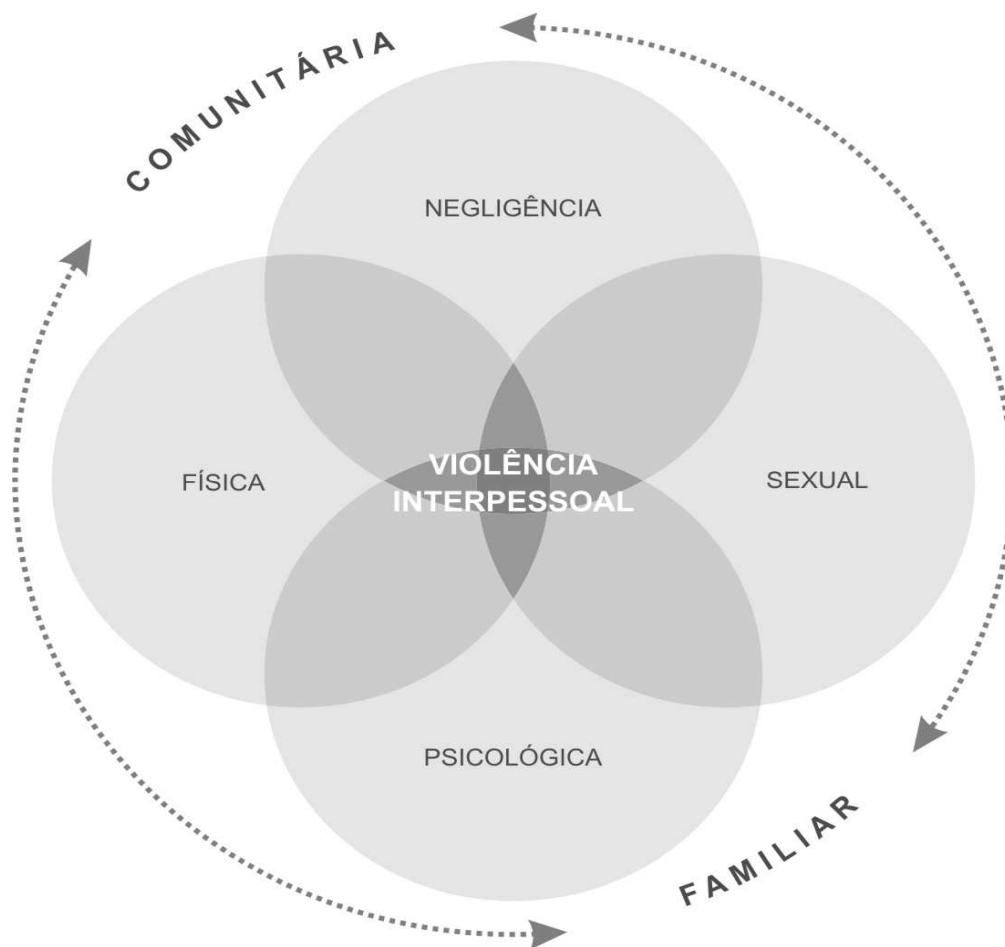 COMUNITÁRIA
NEGLIGÊNCIA
FÍSICA
VIOLÊNCIA
INTERPESSOAL
SEXUAL
PSICOLÓGICA
FAMILIAR